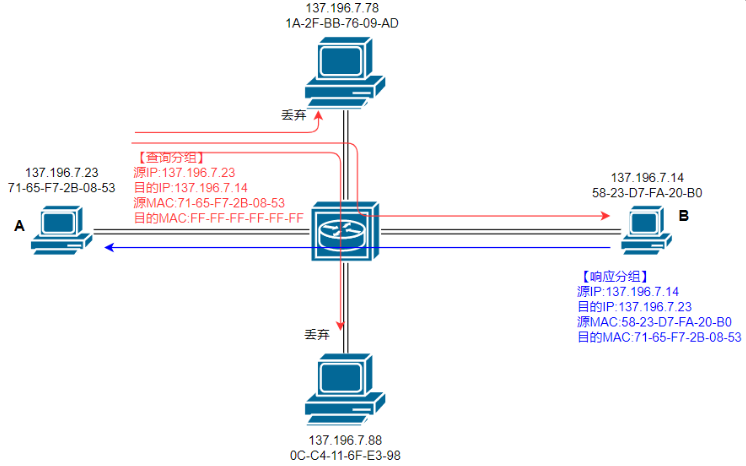 137.196.7.78
1A-2F-BB-76-09-AD
丢弃
137.196.7.23
71-65-F7-2B-08-53
A
【查询分组】
源IP:137.196.7.23
目的IP:137.196.7.14
源MAC:71-65-F7-2B-08-53
目的MAC:FF-FF-FF-FF-FF-FF
137.196.7.14
58-23-D7-FA-20-B0
B
【响应分组】
源IP:137.196.7.14
目的IP:137.196.7.23
源MAC:58-23-D7-FA-20-B0
目的MAC:71-65-F7-2B-08-53
丢弃
137.196.7.88
0C-C4-11-6F-E3-98